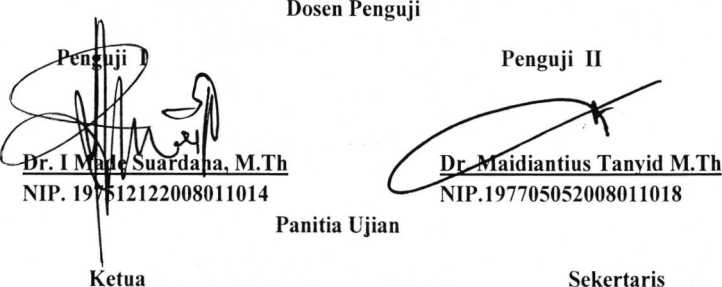 Dosen Penguji
Penguji I Penguji II
Dr. I Made Suardana, M.Th Dr. Maidiantius Tanyid M.Th
NIP. 197512122008011014 NIP.197705052008011018
Panitia Ujian
Ketua Sekertaris